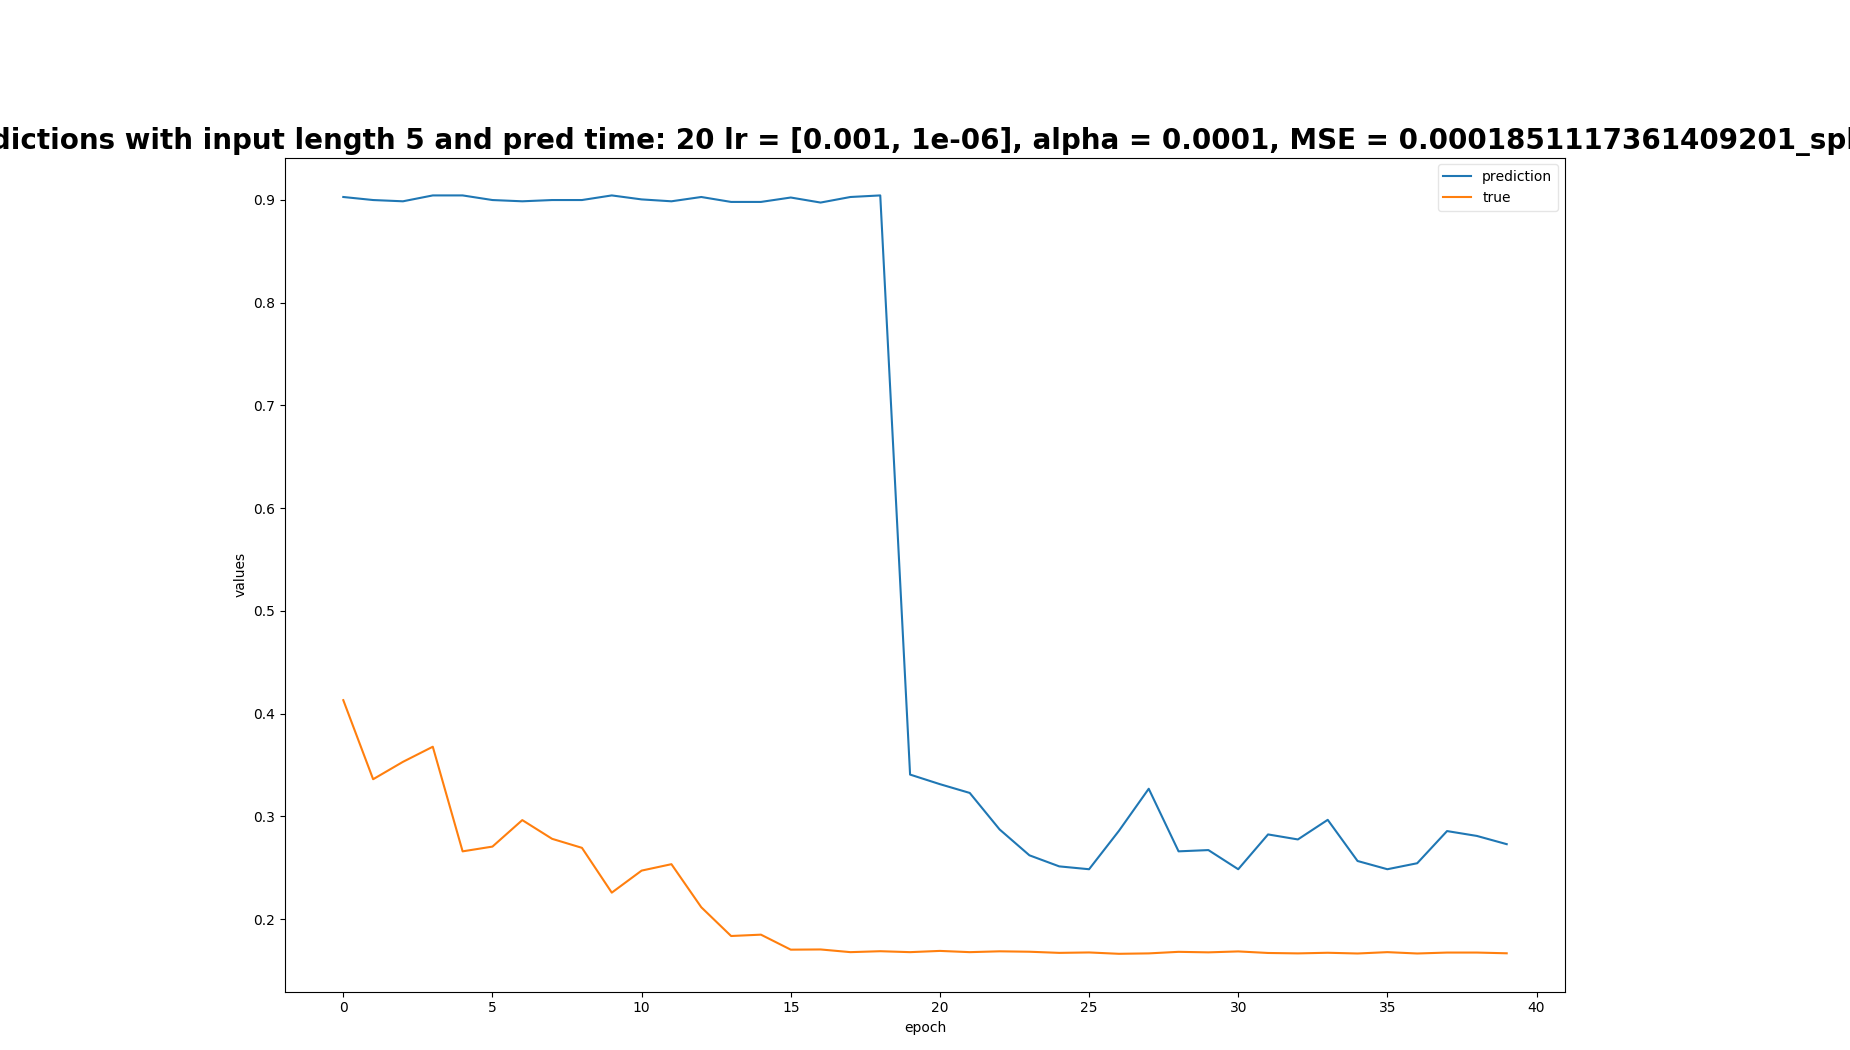 dictions with input length 5 and pred time: 20 lr = [0.001, 1e-06], alpha = 0.0001, MSE = 0.0001851117361409201_spl
prediction
true
0.9
0.8
0.7
0.6
0.5
0.4
0.3
0.2
values
0 5 10 15 20 25 30 35 40
epoch